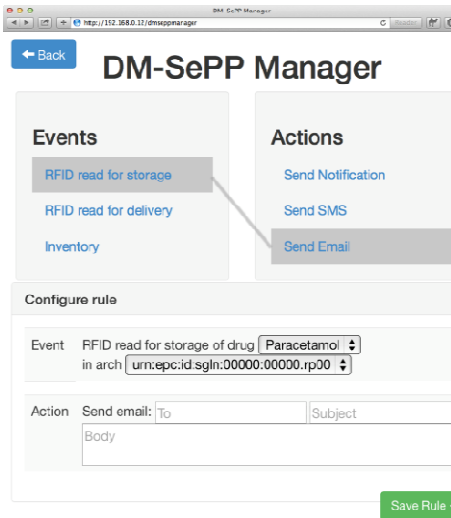 DM-SePP Manager
http://192.168.0.12/dmseppmanager
Reader
Back
DM-SePP Manager
Events
RFID read for storage
RFID read for delivery
Inventory
Actions
Send Notification
Send SMS
Send Email
Configure rule
Event RFID read for storage of drug Paracetamol
in arch urn:epc:id:sgln:00000:00000.rp00
Action Send email: To Subject
Body
Save Rule